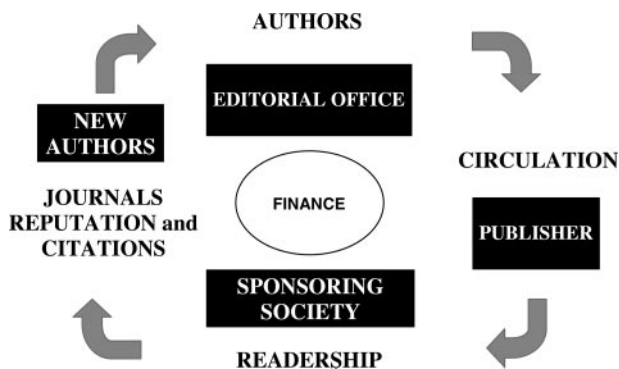 AUTHORS
EDITORIAL OFFICE
NEW
AUTHORS
CIRCULATION
JOURNALS
REPUTATION and
CITATIONS
FINANCE
PUBLISHER
SPONSORING
SOCIETY
READERSHIP